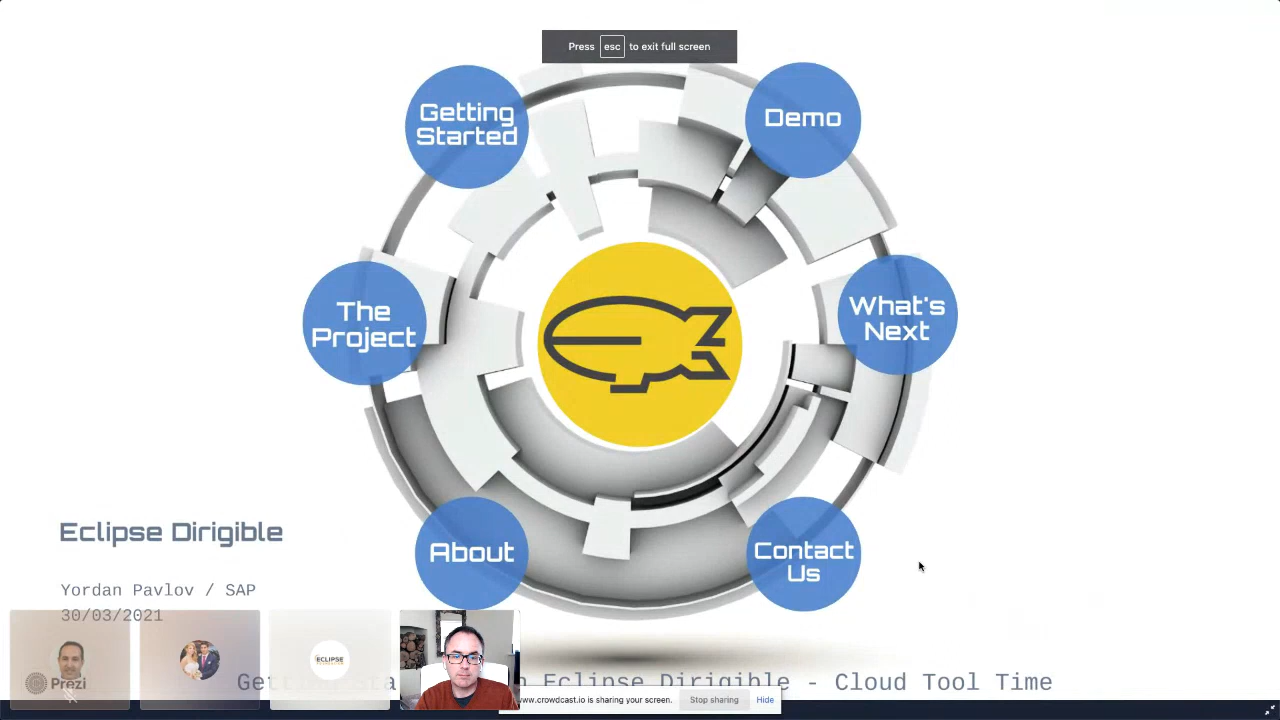 Press esc to exit full screen
Getting
Started
Demo
The
Project
What's
Next
About
Contact
Us
Eclipse Dirigible
Yordan Pavlov / SAP
30/03/2021
Prezi
ECLIPSE
Eclipse Dirigible - Cloud Tool Time
www.crowdcast.io is sharing your screen.
Stop sharing
Hide